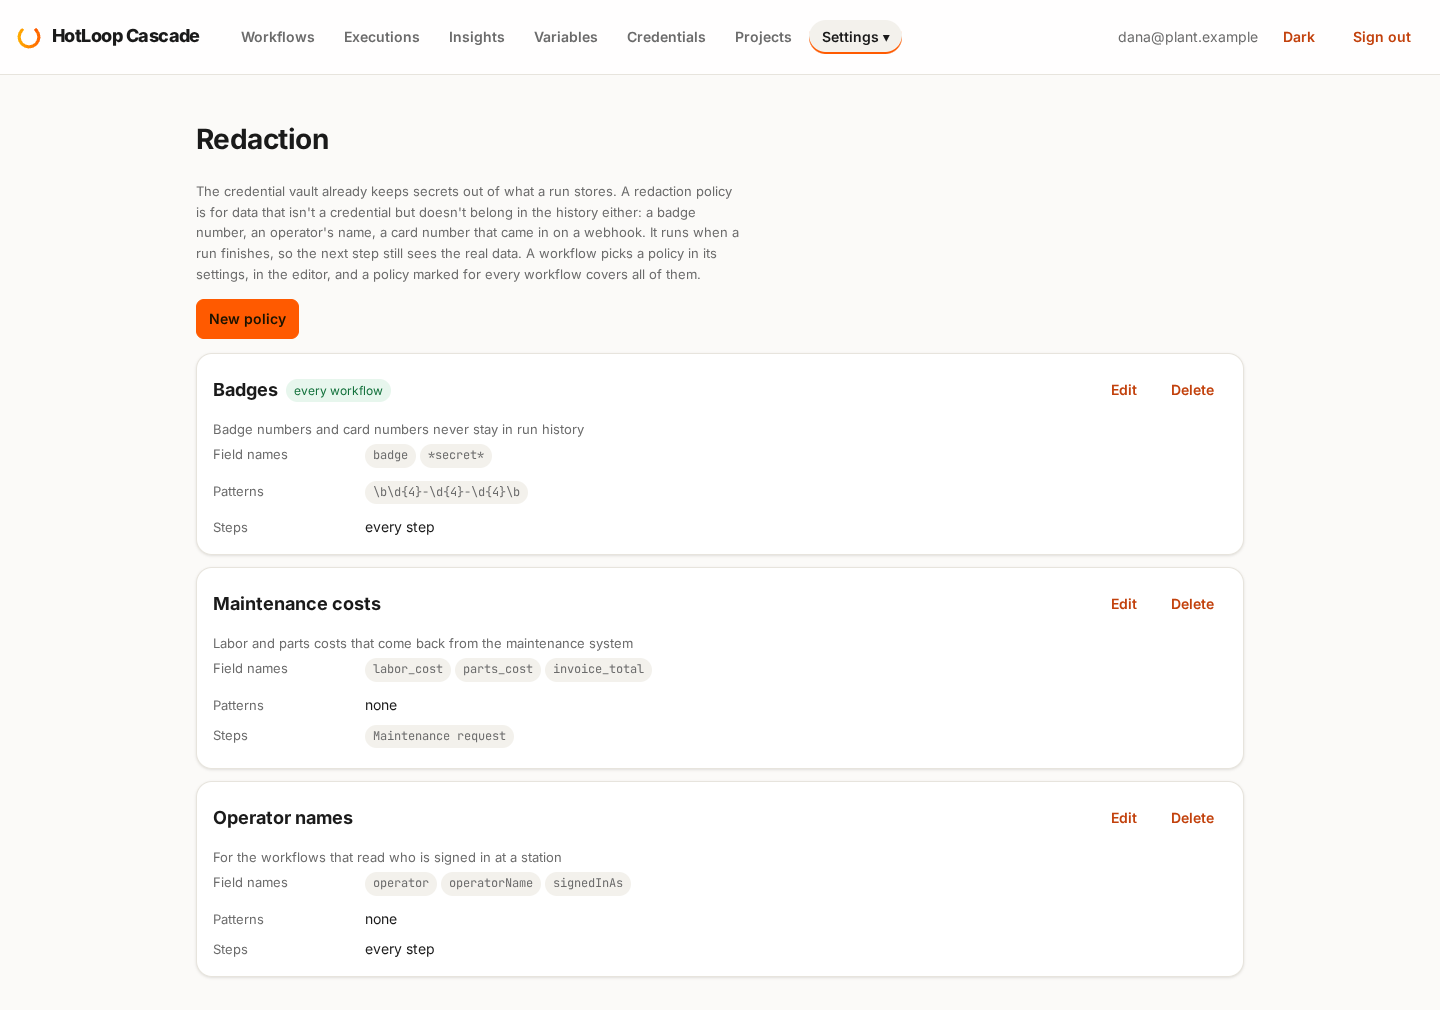 HotLoop Cascade Workflows Executions Insights Variables Credentials Projects Settings ▾ dana@plant.example Dark Sign out
Redaction
The credential vault already keeps secrets out of what a run stores. A redaction policy
is for data that isn't a credential but doesn't belong in the history either: a badge
number, an operator's name, a card number that came in on a webhook. It runs when a
run finishes, so the next step still sees the real data. A workflow picks a policy in its
settings, in the editor, and a policy marked for every workflow covers all of them.
New policy
Badges every workflow Edit Delete
Badge numbers and card numbers never stay in run history
Field names badge *secret*
Patterns \b\d{4}-\d{4}-\d{4}\b
Steps every step
Maintenance costs Edit Delete
Labor and parts costs that come back from the maintenance system
Field names labor_cost parts_cost invoice_total
Patterns none
Steps Maintenance request
Operator names Edit Delete
For the workflows that read who is signed in at a station
Field names operator operatorName signedInAs
Patterns none
Steps every step